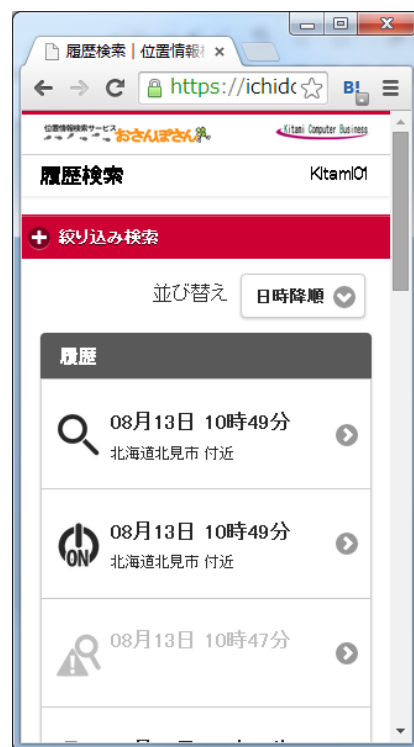 履歴検索 | 位置情報
https://ichido
B!
位置情報検索サービス
おさんぽさん
Kitami Computer Business
履歴検索
Kitami01
絞り込み検索
並び替え
日時降順
履歴
08月13日 10時49分
北海道北見市 付近
ON
08月13日 10時49分
北海道北見市 付近
08月13日 10時47分